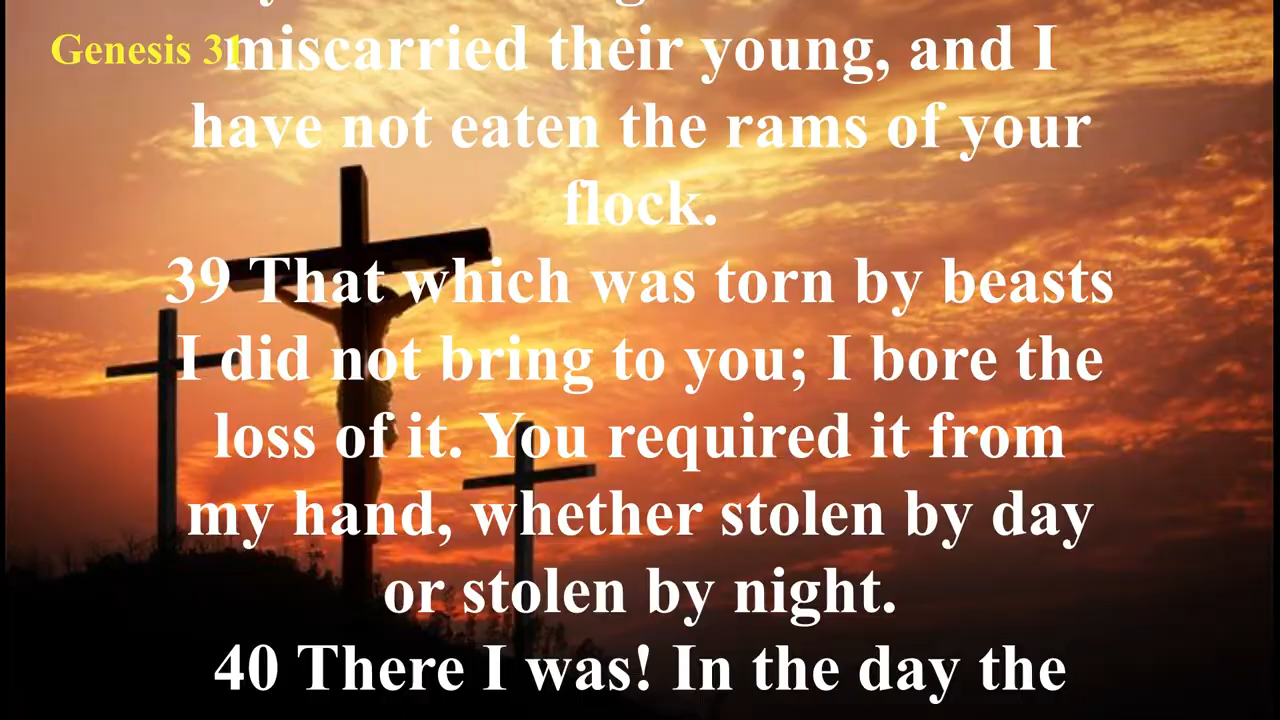 Genesis 31
miscarried their young, and I
have not eaten the rams of your
flock.
39 That which was torn by beasts
I did not bring to you; I bore the
loss of it. You required it from
my hand, whether stolen by day
or stolen by night.
40 There I was! In the day the